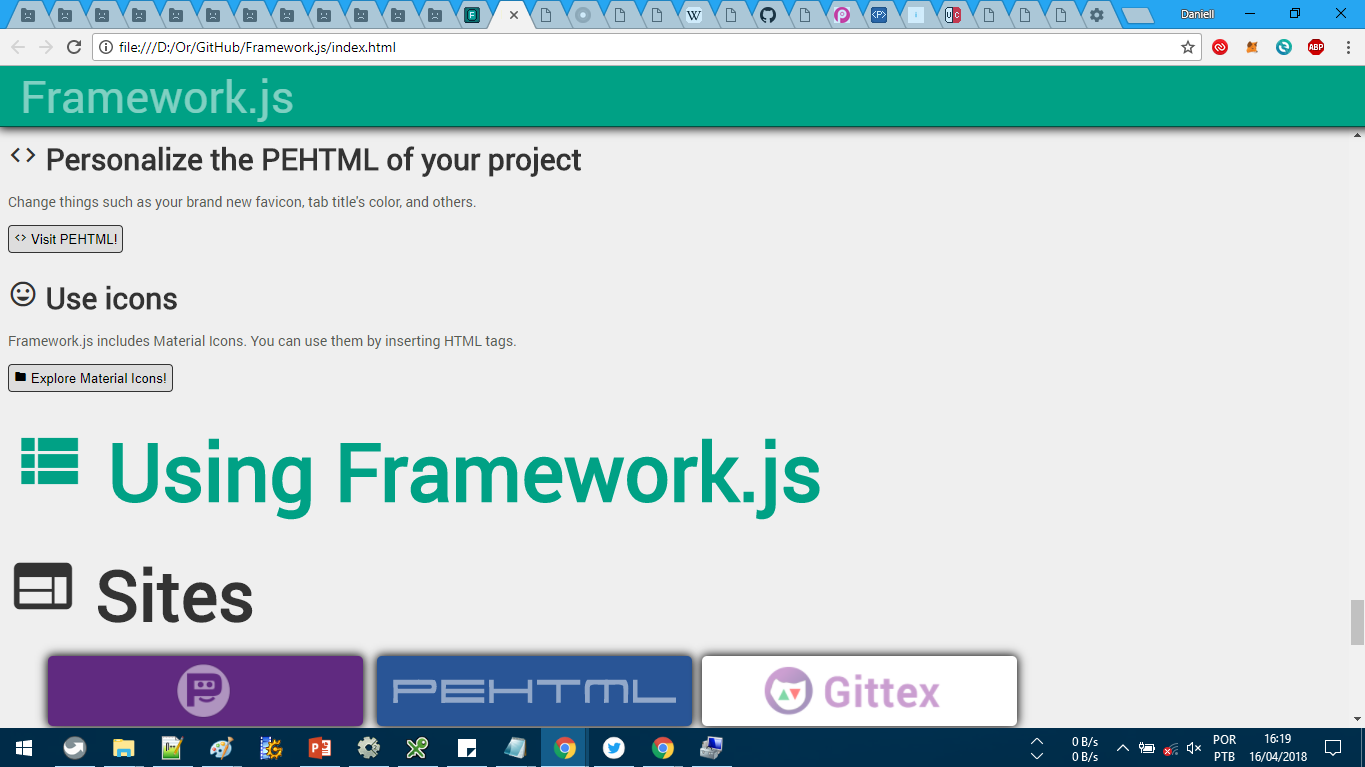 Daniell
file:///D:/Or/GitHub/Framework.js/index.html
ABP
Framework.js
Personalize the PEHTML of your project
Change things such as your brand new favicon, tab title's color, and others.
<> Visit PEHTML!
Use icons
Framework.js includes Material Icons. You can use them by inserting HTML tags.
Explore Material Icons!
Using Framework.js
Sites
PEHTML
Gittex
0 B/s
0 B/s
POR
PTB
16:19
16/04/2018